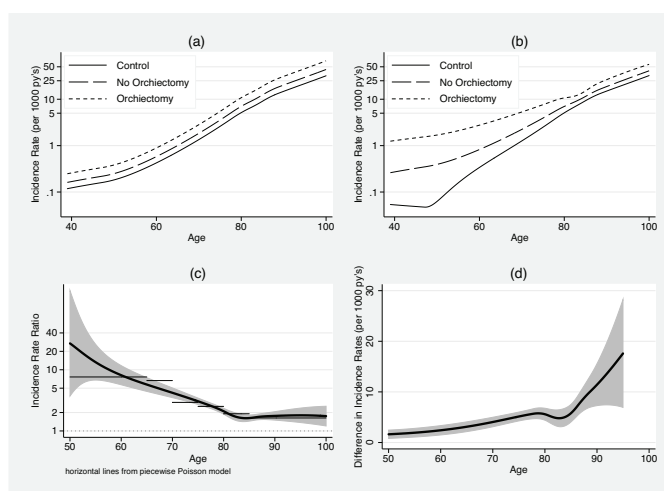 (a)
Incidence Rate (per 1000 py's)
50
25
10
5
1
.1
Control
No Orchiectomy
Orchiectomy
40
60
80
100
Age
(b)
Incidence Rate (per 1000 py's)
50
25
10
5
1
.1
Control
No Orchiectomy
Orchiectomy
40
60
80
100
Age
(c)
Incidence Rate Ratio
40
20
10
5
2
1
50
60
70
80
90
100
Age
horizontal lines from piecewise Poisson model
(d)
Difference in Incidence Rates (per 1000 py's)
30
20
10
0
50
60
70
80
90
100
Age